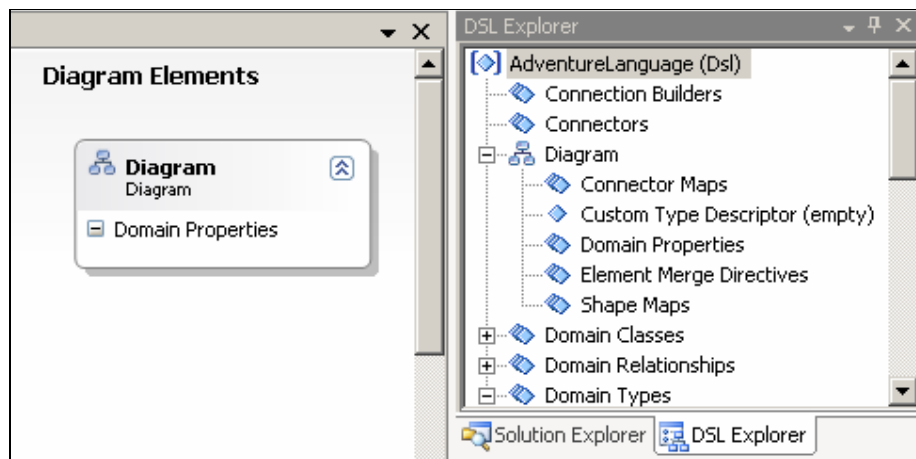 Diagram Elements
Diagram
Diagram
Domain Properties
DSL Explorer
AdventureLanguage (Dsl)
Connection Builders
Connectors
Diagram
Connector Maps
Custom Type Descriptor (empty)
Domain Properties
Element Merge Directives
Shape Maps
Domain Classes
Domain Relationships
Domain Types
Solution Explorer DSL Explorer